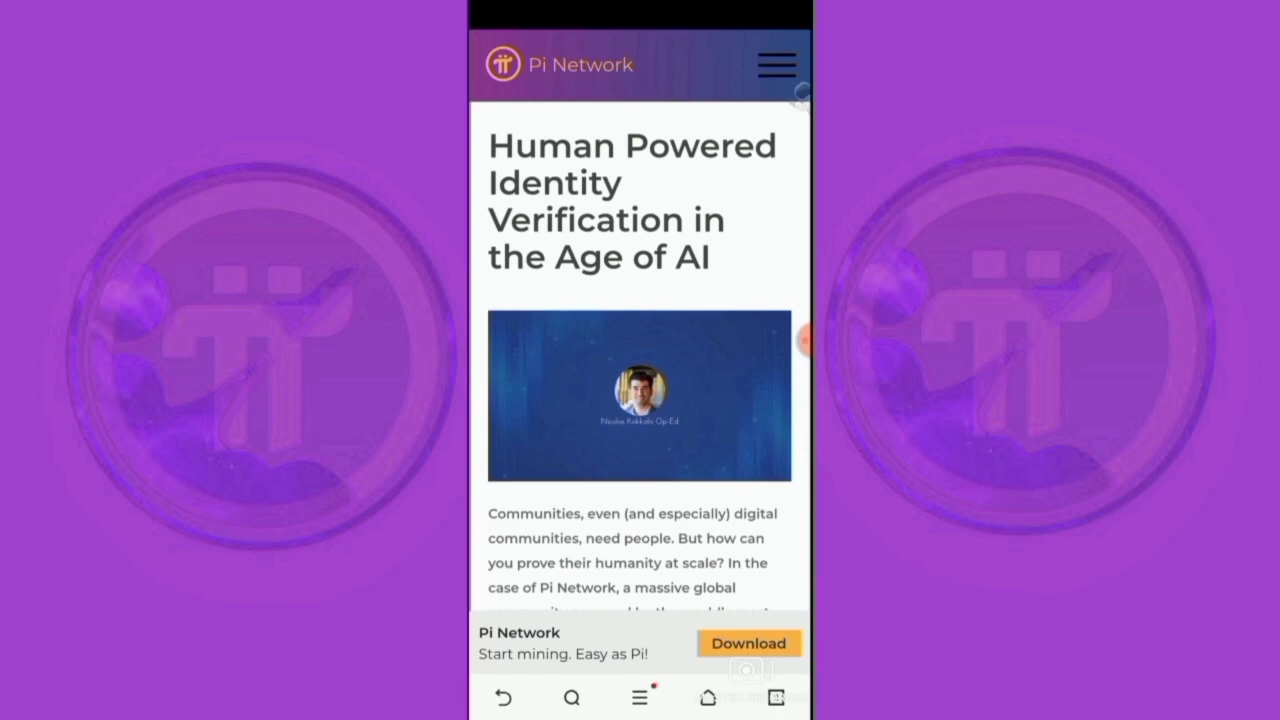 Pi Network
Human Powered
Identity
Verification in
the Age of AI
Nicolas Kokkalis Op-Ed
Communities, even (and especially) digital
communities, need people. But how can
you prove their humanity at scale? In the
case of Pi Network, a massive global
Pi Network
Start mining. Easy as Pi!
Download